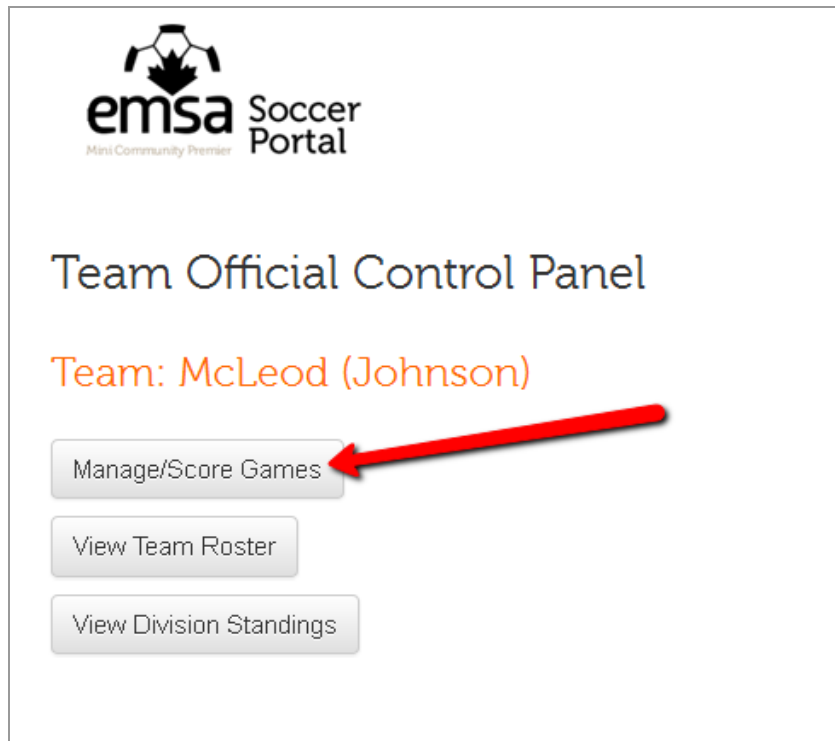 emsa Soccer
Mini Community Premier Portal
Team Official Control Panel
Team: McLeod (Johnson)
Manage/Score Games
View Team Roster
View Division Standings